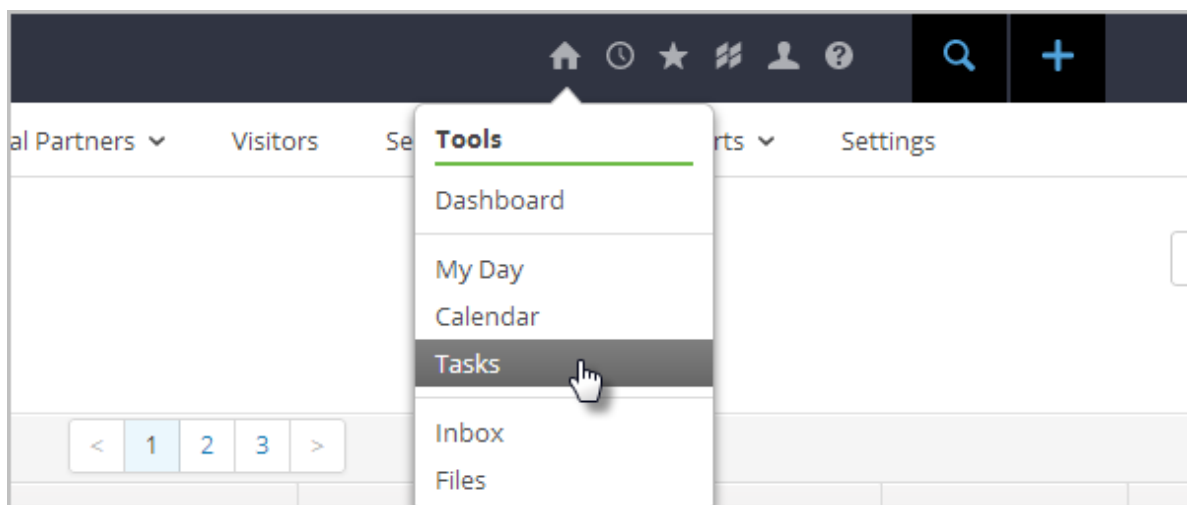 al Partners Visitors Se rts Settings
Tools
Dashboard
My Day
Calendar
Tasks
Inbox
Files
< 1 2 3 >